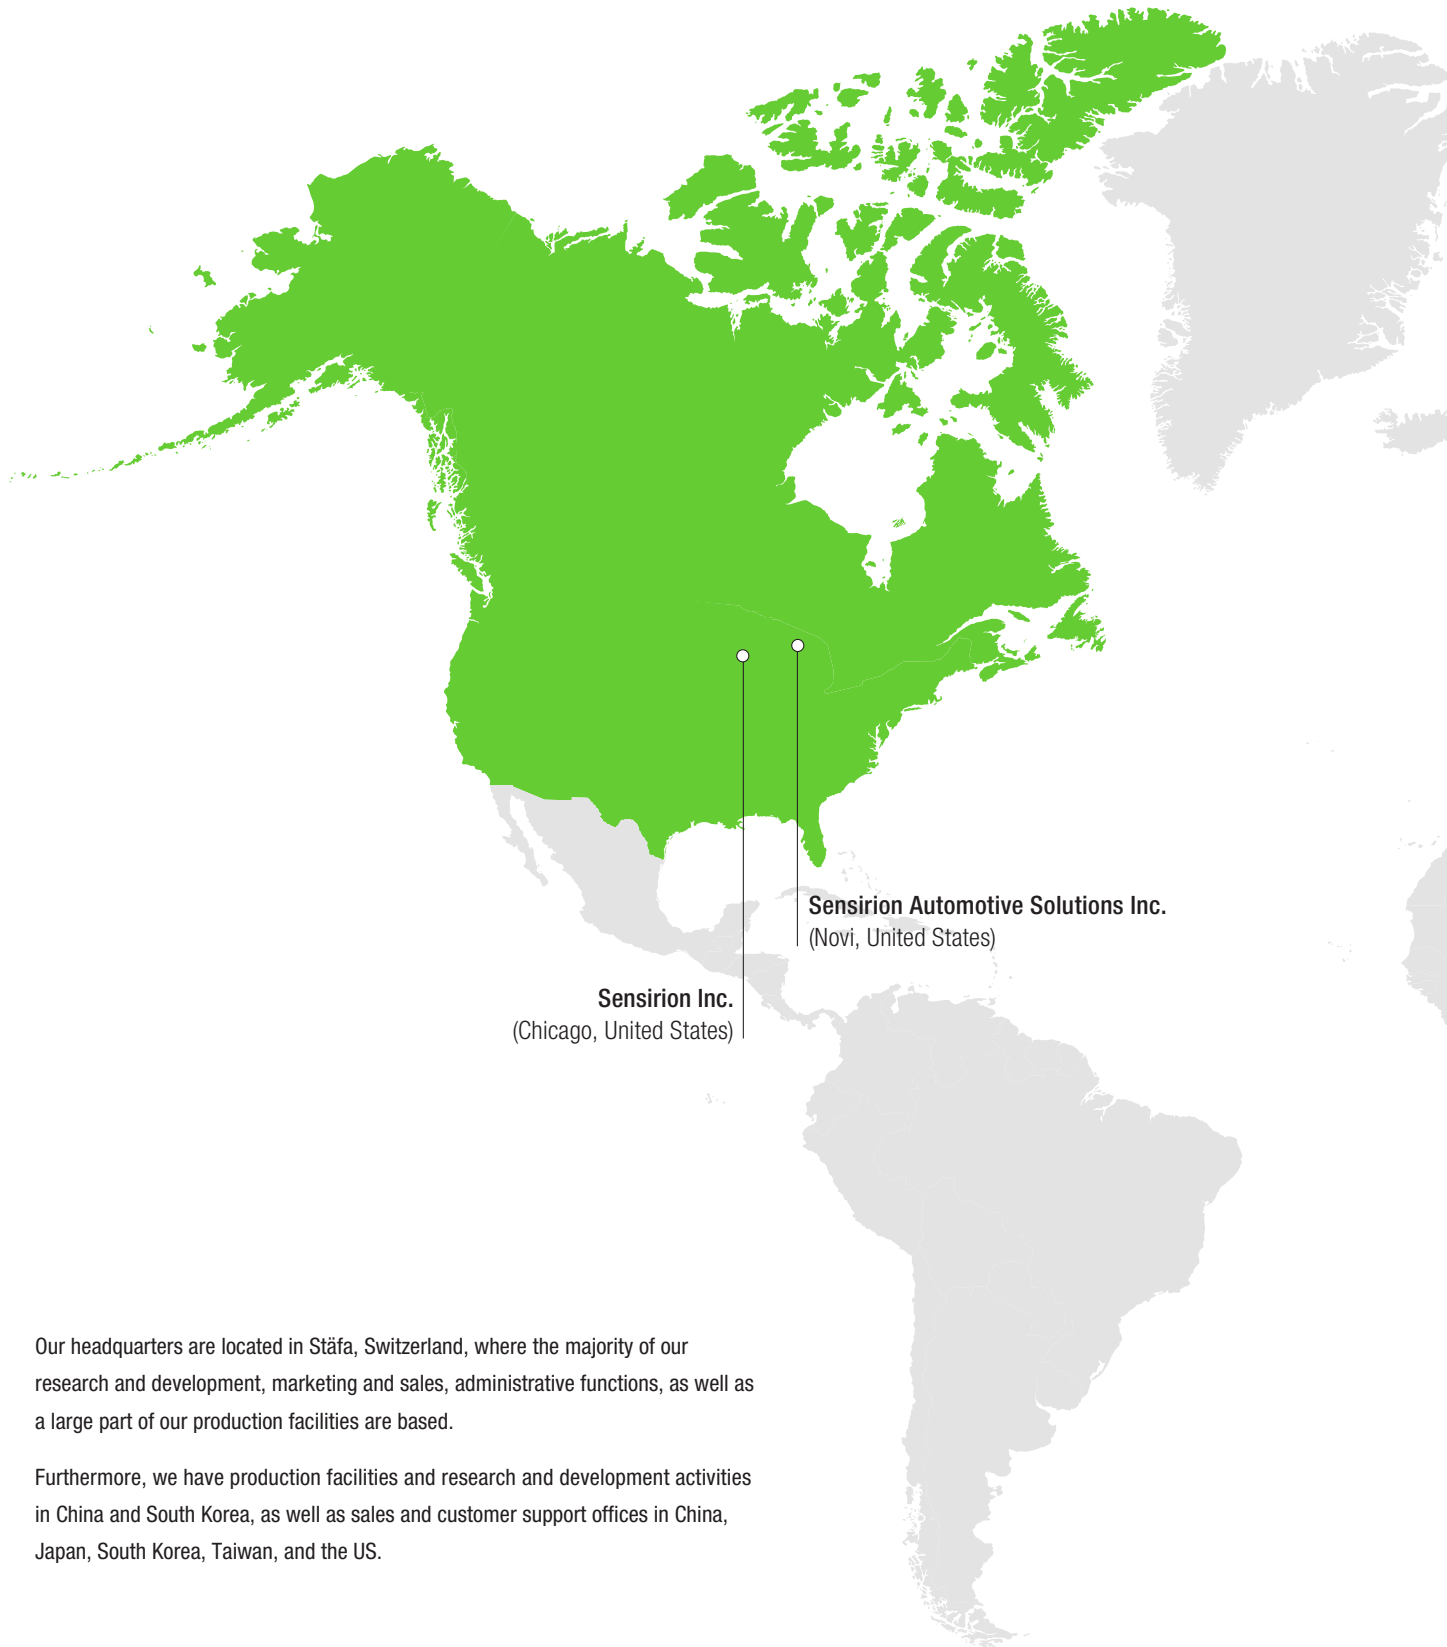 Sensirion Automotive Solutions Inc.
(Novi, United States)
Sensirion Inc.
(Chicago, United States)
Our headquarters are located in Stäfa, Switzerland, where the majority of our
research and development, marketing and sales, administrative functions, as well as
a large part of our production facilities are based.
Furthermore, we have production facilities and research and development activities
in China and South Korea, as well as sales and customer support offices in China,
Japan, South Korea, Taiwan, and the US.